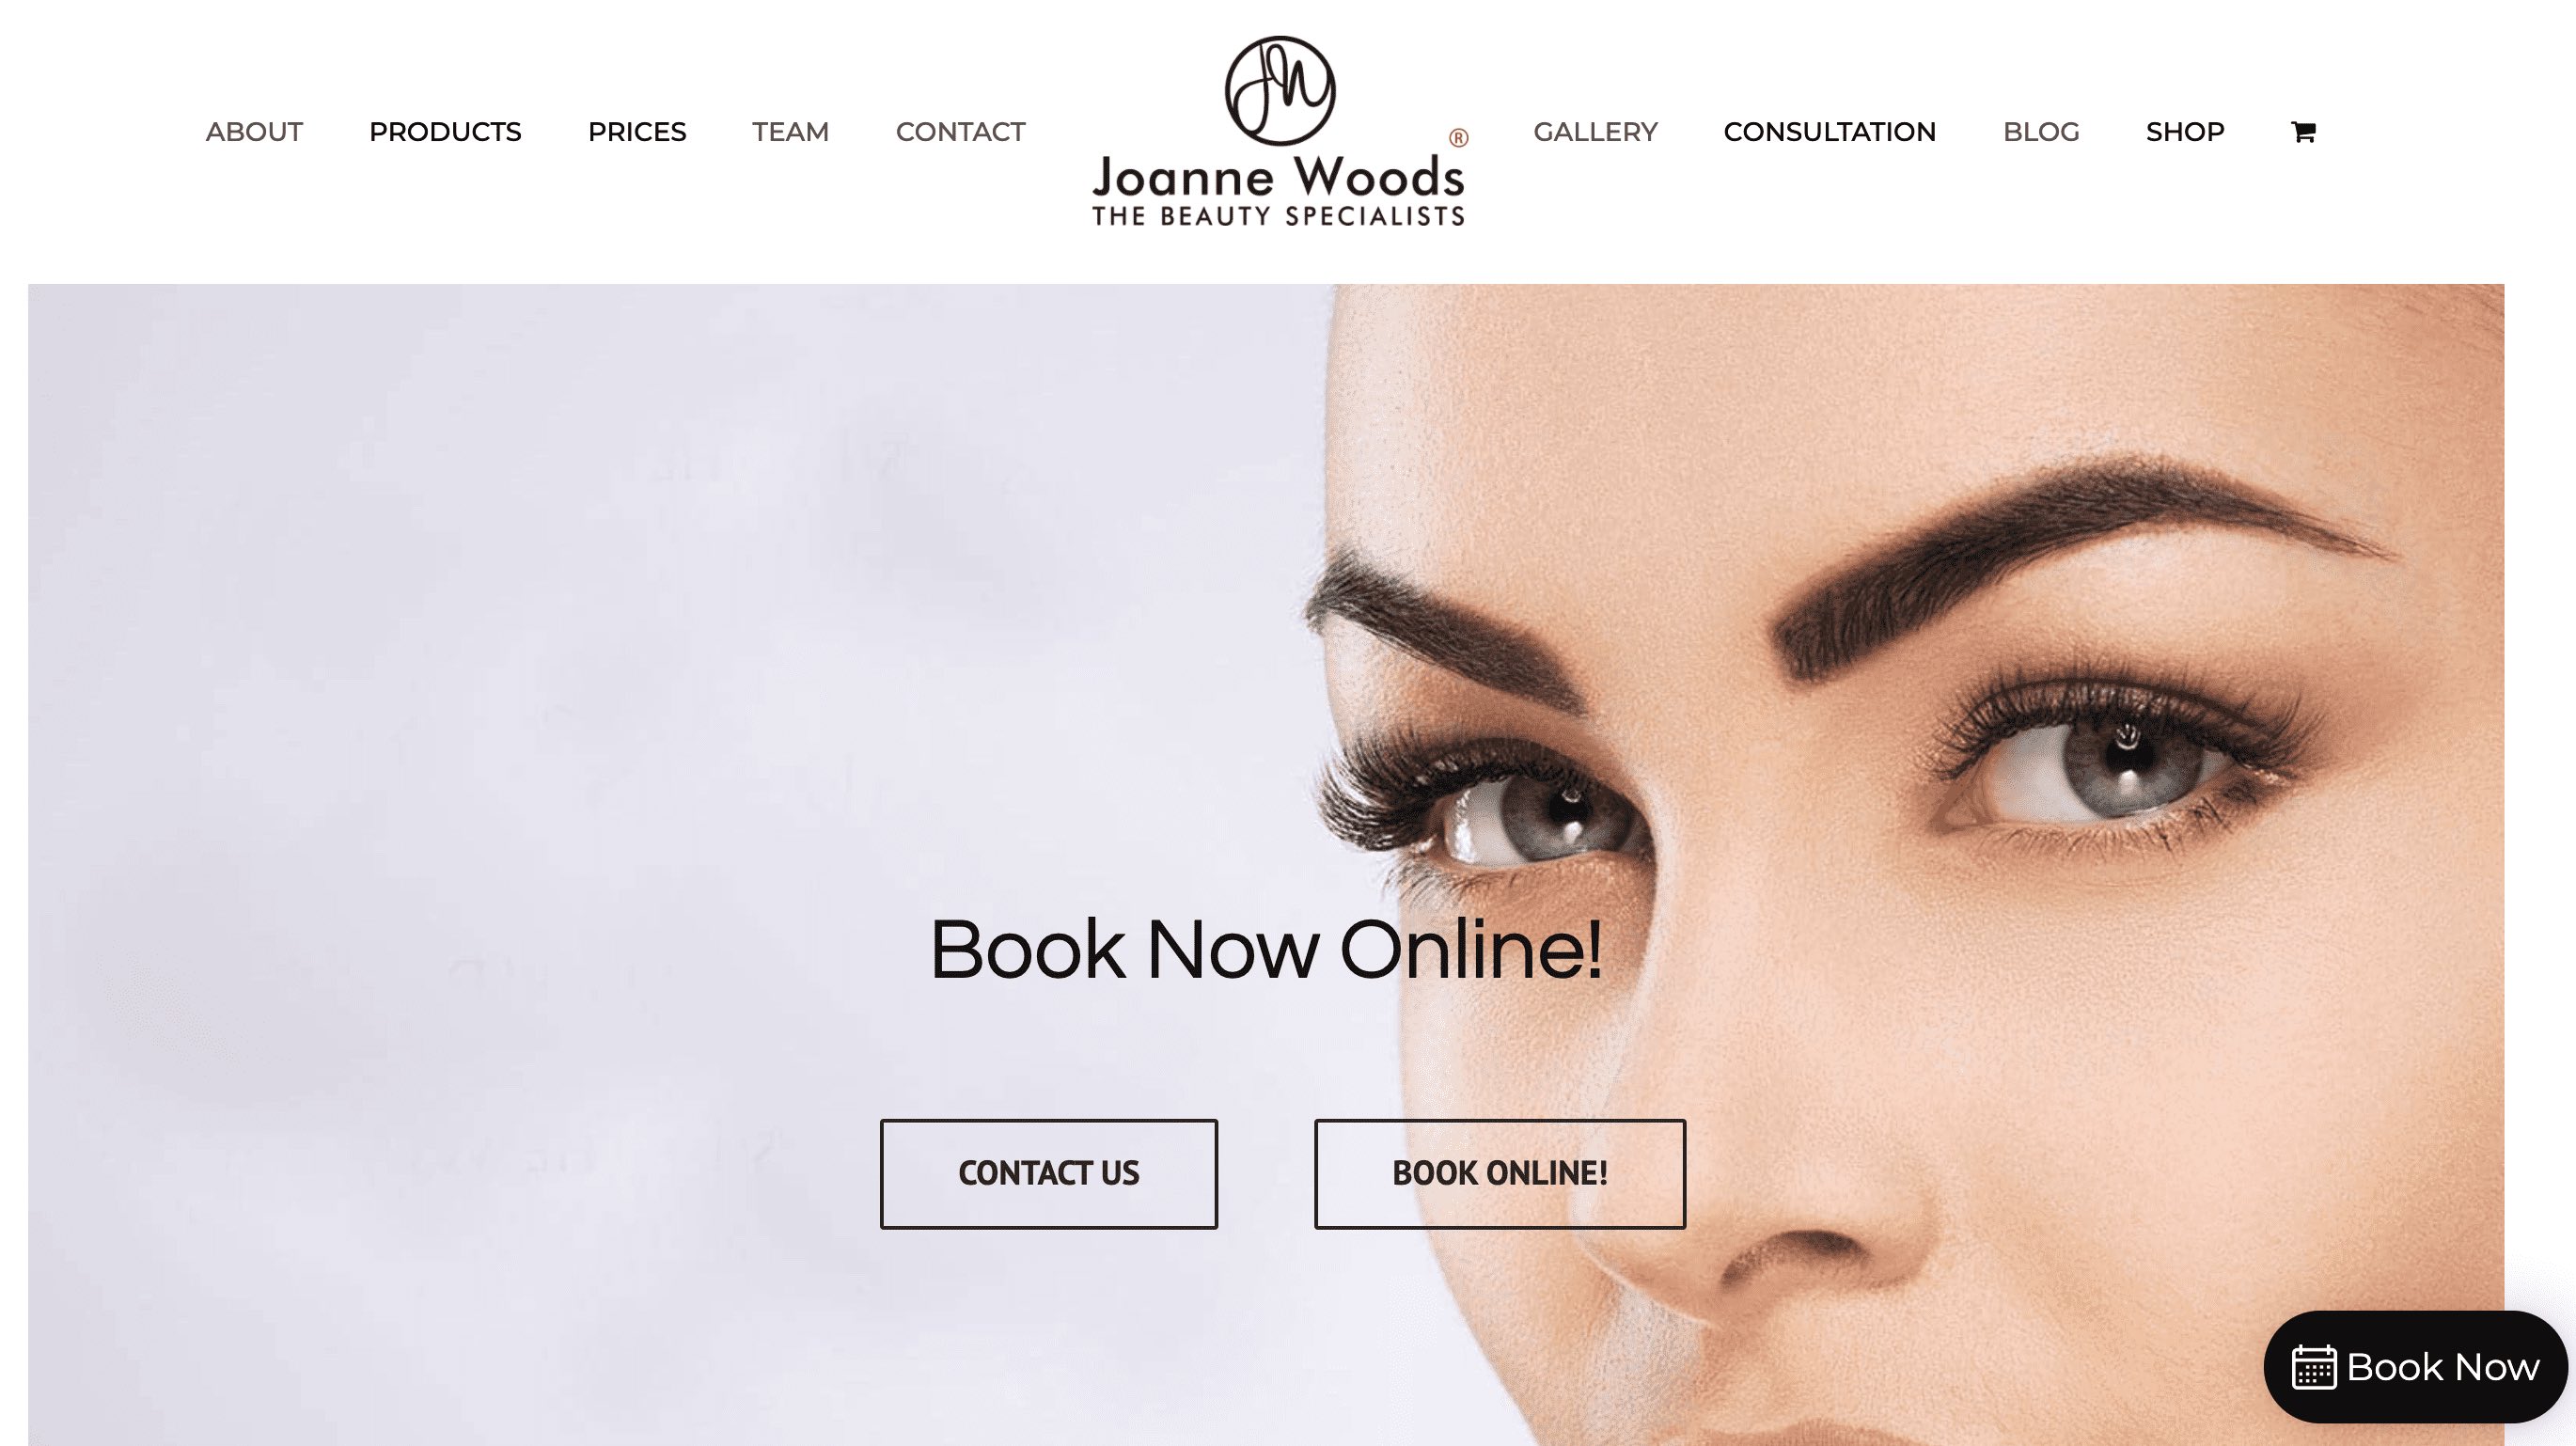 ABOUT PRODUCTS PRICES TEAM CONTACT
JW
®
Joanne Woods
THE BEAUTY SPECIALISTS
GALLERY CONSULTATION BLOG SHOP
Book Now Online!
CONTACT US
BOOK ONLINE!
Book Now